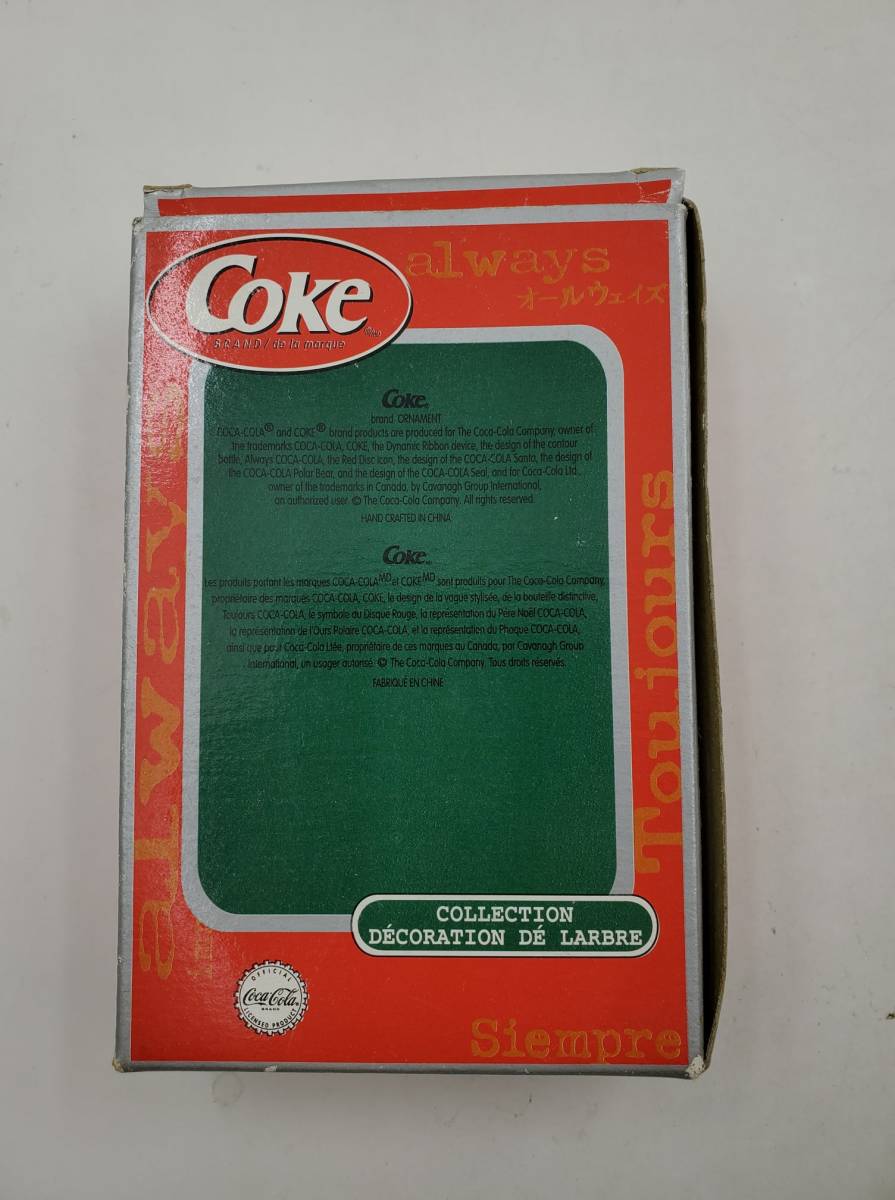 Coke
BRAND / de la marque
always
オールウェイズ
Coke®
brand ORNAMENT
COCA-COLA® and COKE® brand products are produced for The Coca-Cola Company, owner of
the trademarks COCA-COLA, COKE, the Dynamic Ribbon device, the design of the contour
bottle, Always COCA-COLA, the Red Disc Icon, the design of the COCA-COLA Santa, the design of
the COCA-COLA Polar Bear, and the design of the COCA-COLA Seal, and for Coca-Cola Ltd.,
owner of the trademarks in Canada, by Cavanagh Group International,
an authorized user. © The Coca-Cola Company. All rights reserved.
HAND CRAFTED IN CHINA
Coke
Les produits portant les marques COCA-COLA MD et COKE MD sont produits pour The Coca-Cola Company,
propriétaire des marques COCA-COLA, COKE, le design de la vague stylisée, de la bouteille distinctive,
Toujours COCA-COLA, le symbole du Disque Rouge, la représentation du Père Noël COCA-COLA,
la représentation de l'Ours Polaire COCA-COLA, et la représentation du Phoque COCA-COLA,
ainsi que pour Coca-Cola Ltée, propriétaire de ces marques au Canada, par Cavanagh Group
International, un usager autorisé. © The Coca-Cola Company. Tous droits réservés.
FABRIQUÉ EN CHINE
always
Toujours
COLLECTION
DÉCORATION DÉ LARBRE
OFFICIAL
Coca-Cola
BRAND
LICENSED PRODUCT
Siempre